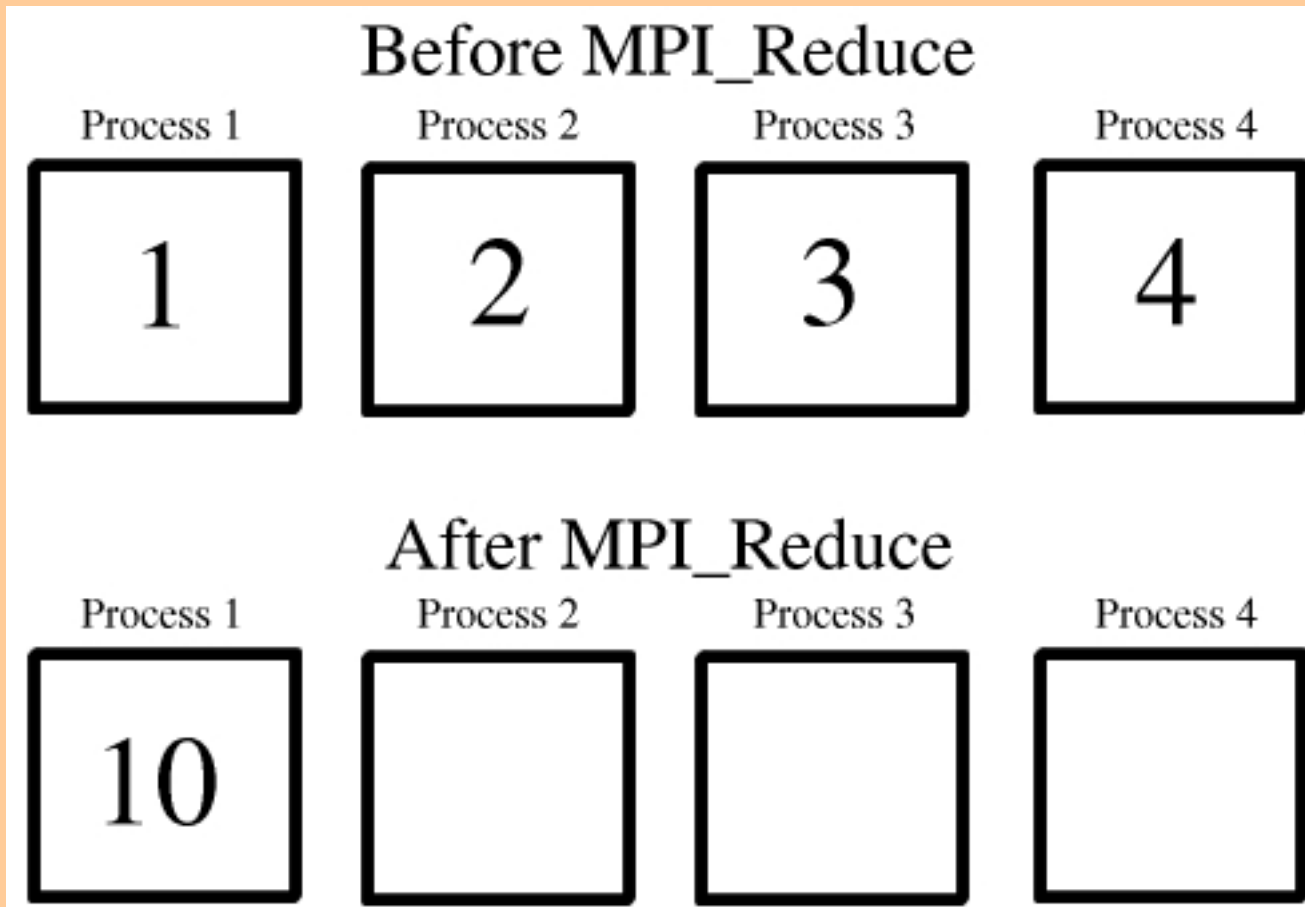 Before MPI_Reduce
Process 1 Process 2 Process 3 Process 4
1 2 3 4
After MPI_Reduce
Process 1 Process 2 Process 3 Process 4
10